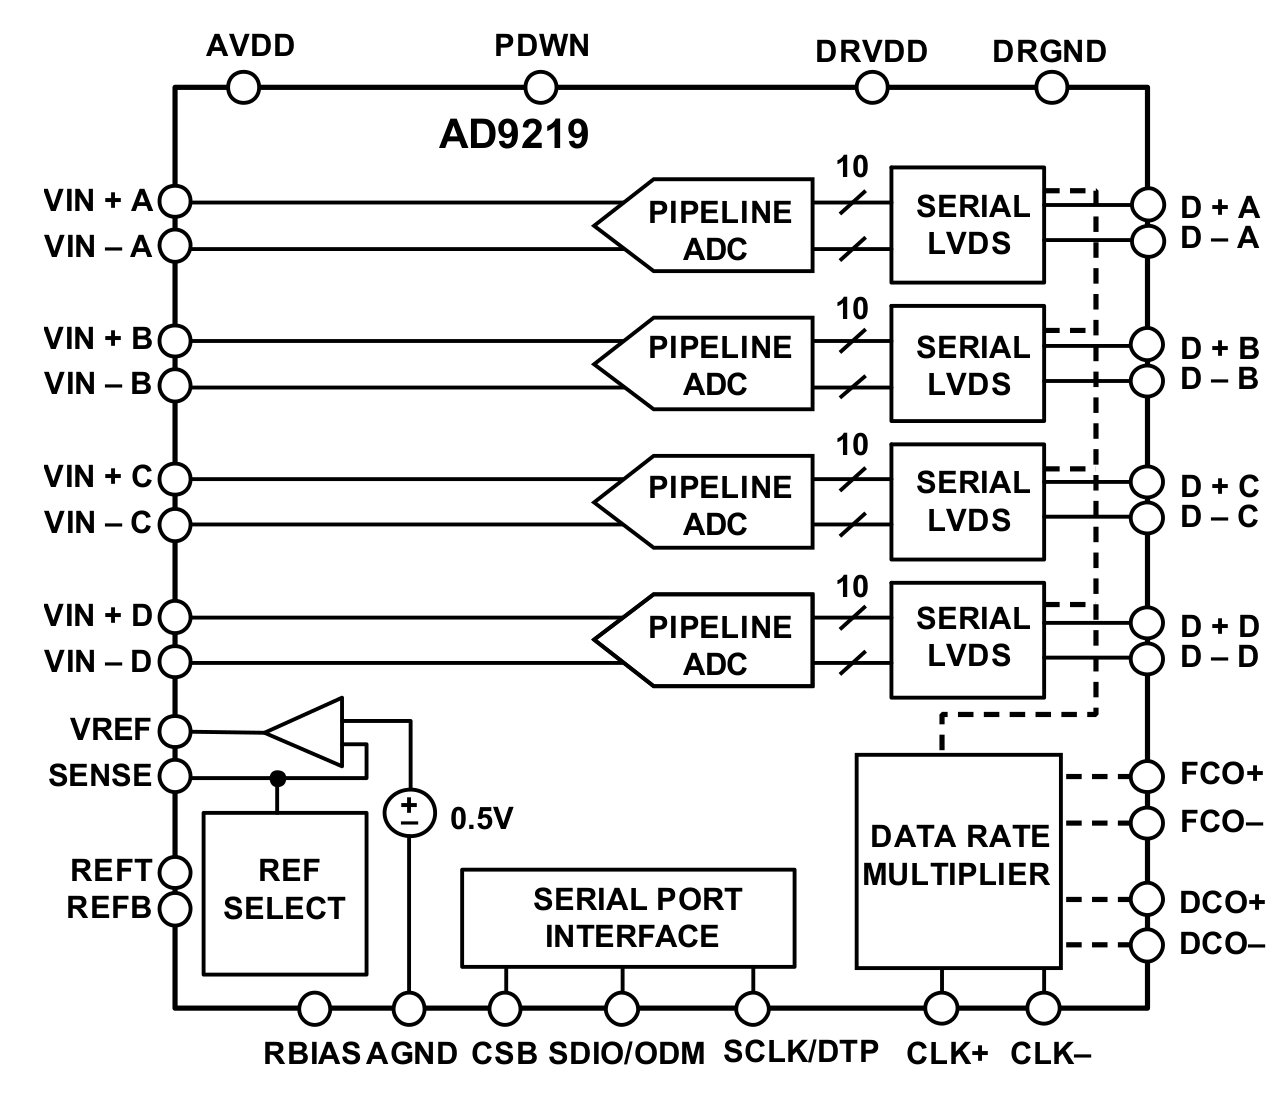 AVDD
PDWN
DRVDD
DRGND
AD9219
VIN + A
VIN – A
PIPELINE
ADC
10
SERIAL
LVDS
D + A
D – A
VIN + B
VIN – B
PIPELINE
ADC
10
SERIAL
LVDS
D + B
D – B
VIN + C
VIN – C
PIPELINE
ADC
10
SERIAL
LVDS
D + C
D – C
VIN + D
VIN – D
PIPELINE
ADC
10
SERIAL
LVDS
D + D
D – D
VREF
SENSE
+
–
0.5V
REF
SELECT
REFT
REFB
SERIAL PORT
INTERFACE
DATA RATE
MULTIPLIER
FCO+
FCO–
DCO+
DCO–
RBIAS
AGND
CSB
SDIO/ODM
SCLK/DTP
CLK+
CLK–